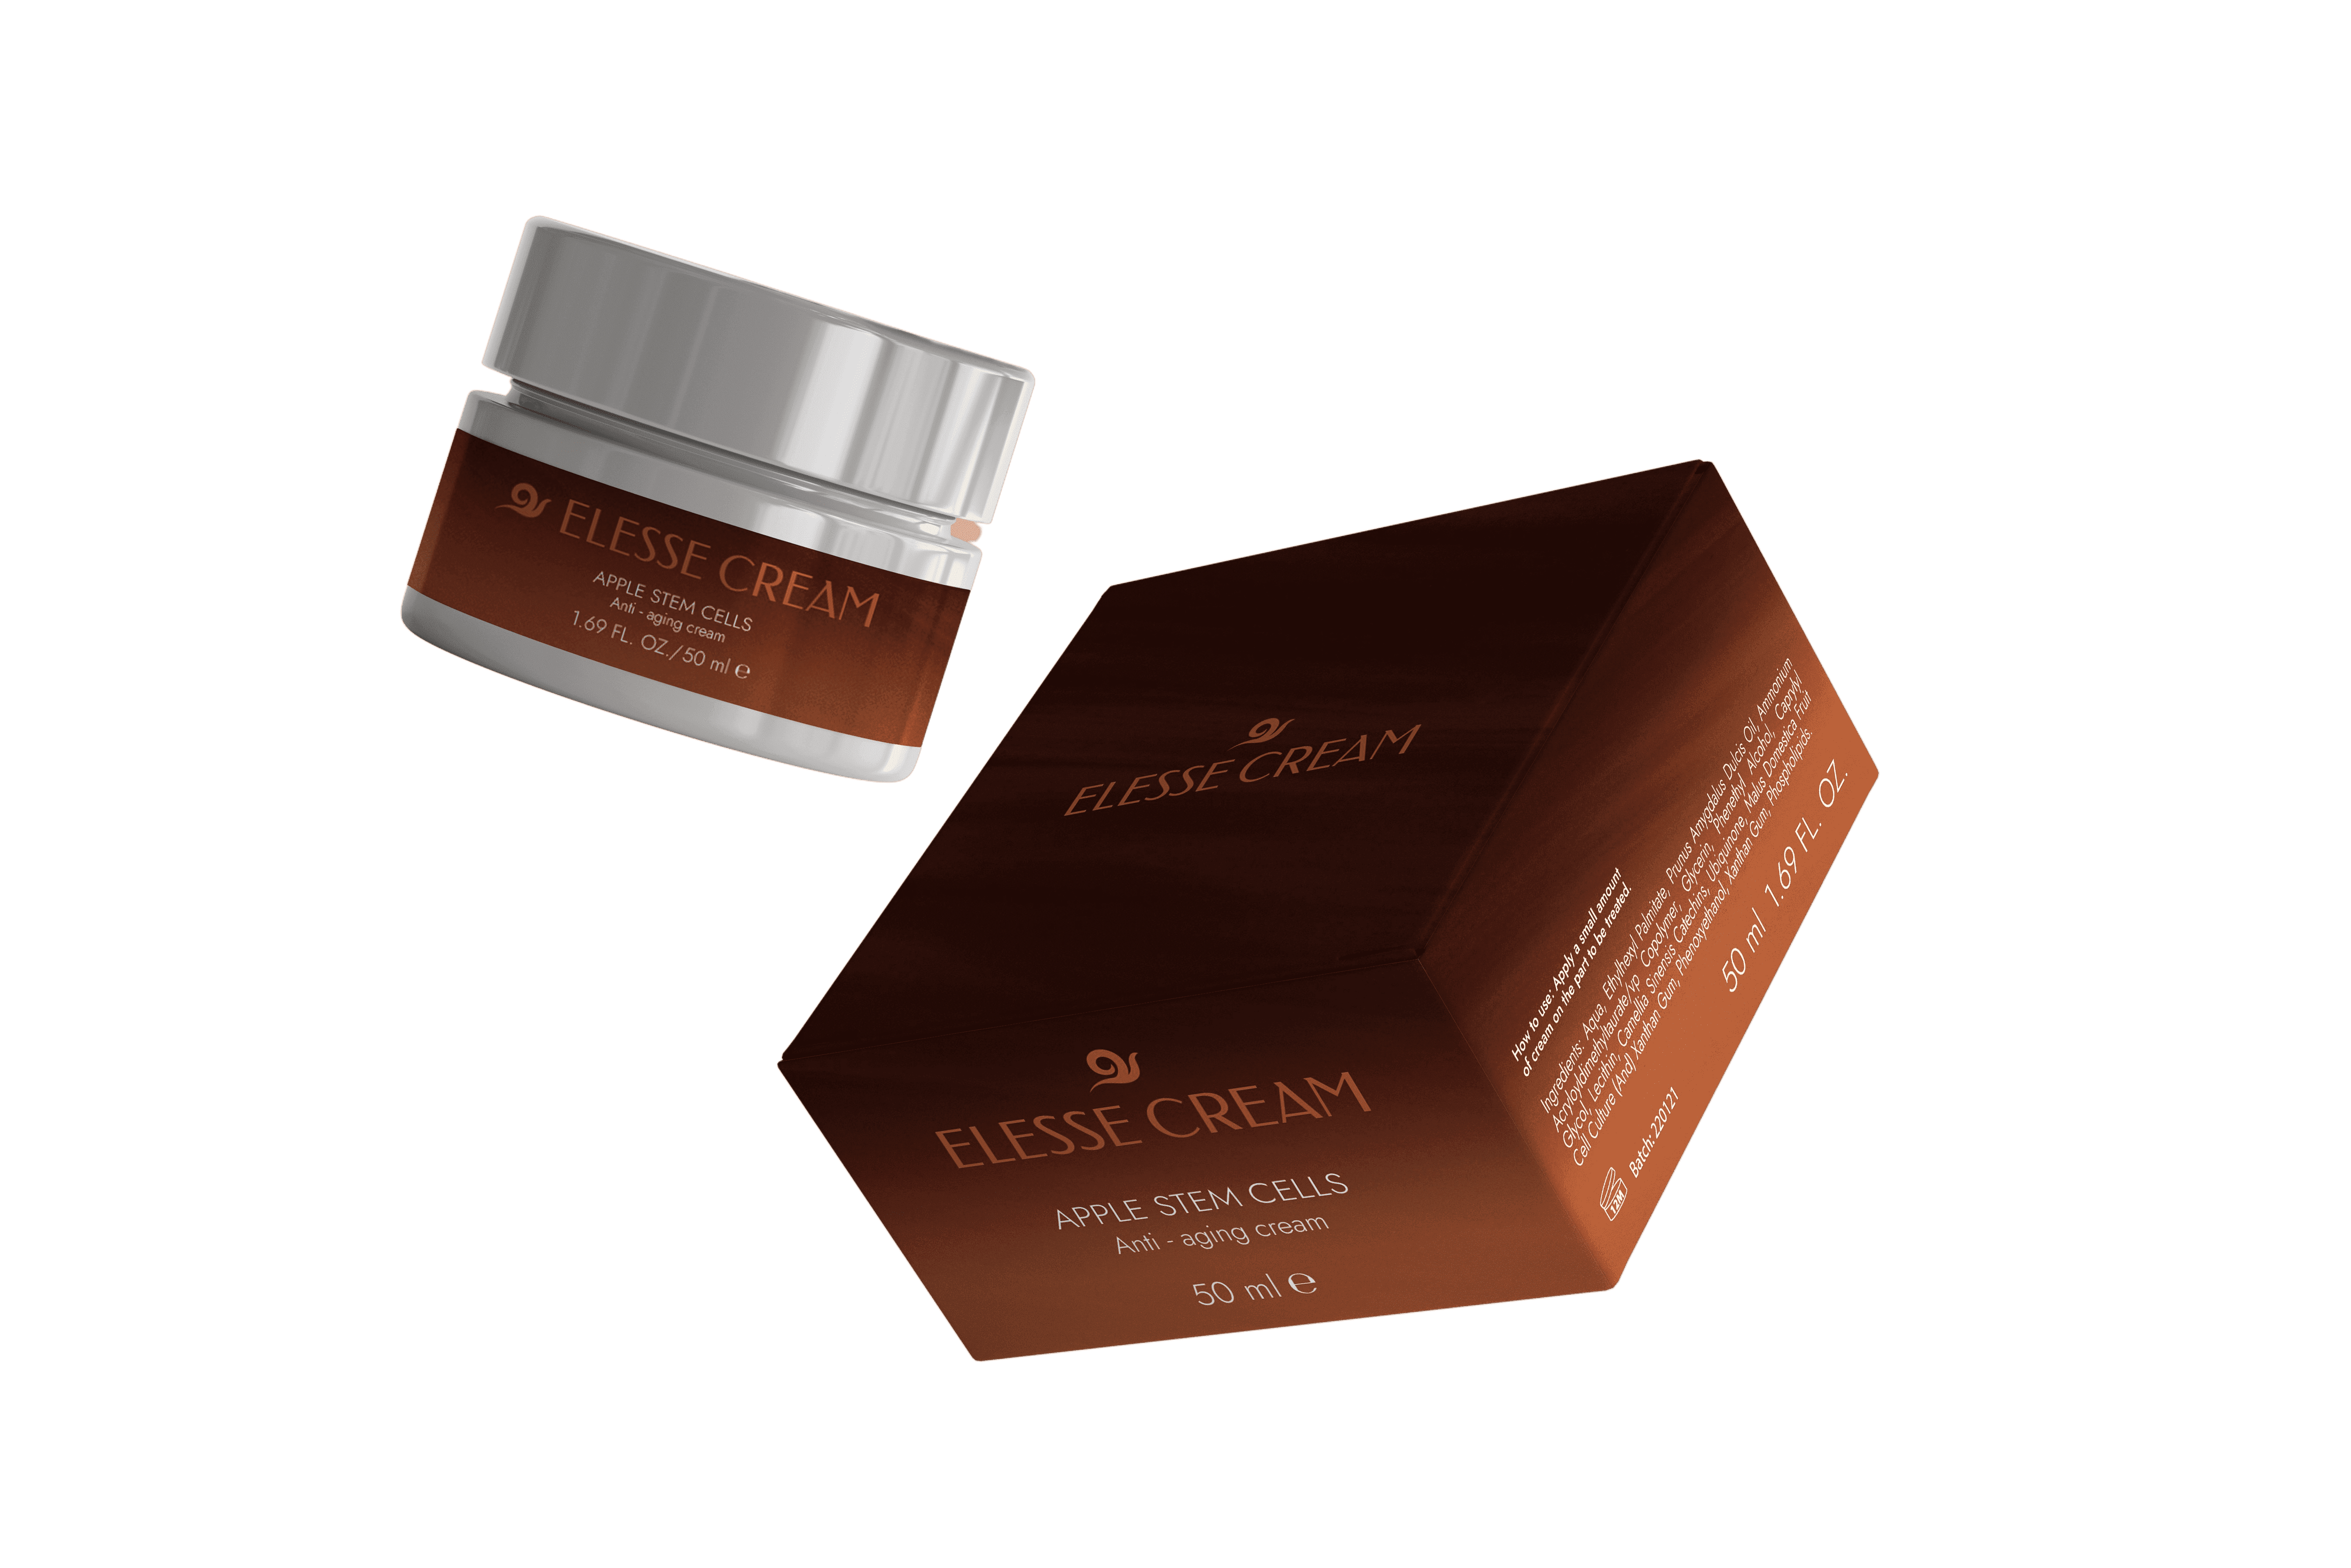 ELESSE CREAM
APPLE STEM CELLS
Anti - aging cream
1.69 FL. OZ./50 ml ℮
ELESSE CREAM
ELESSE CREAM
APPLE STEM CELLS
Anti - aging cream
50 ml ℮
How to use: Apply a small amount
of cream on the part to be treated.
Ingredients: Aqua, Ethylhexyl Palmitate, Prunus Amygdalus Dulcis Oil, Ammonium
Acryloyldimethyltaurate/vp Copolymer, Glycerin, Phenethyl Alcohol, Caprylyl
Glycol, Lecithin, Camellia Sinensis Catechins, Ubiquinone, Malus Domestica Fruit
Cell Culture (And) Xanthan Gum, Phenoxyethanol, Xanthan Gum, Phospholipids.
50 ml 1.69 FL. OZ.
12M
Batch: 220121